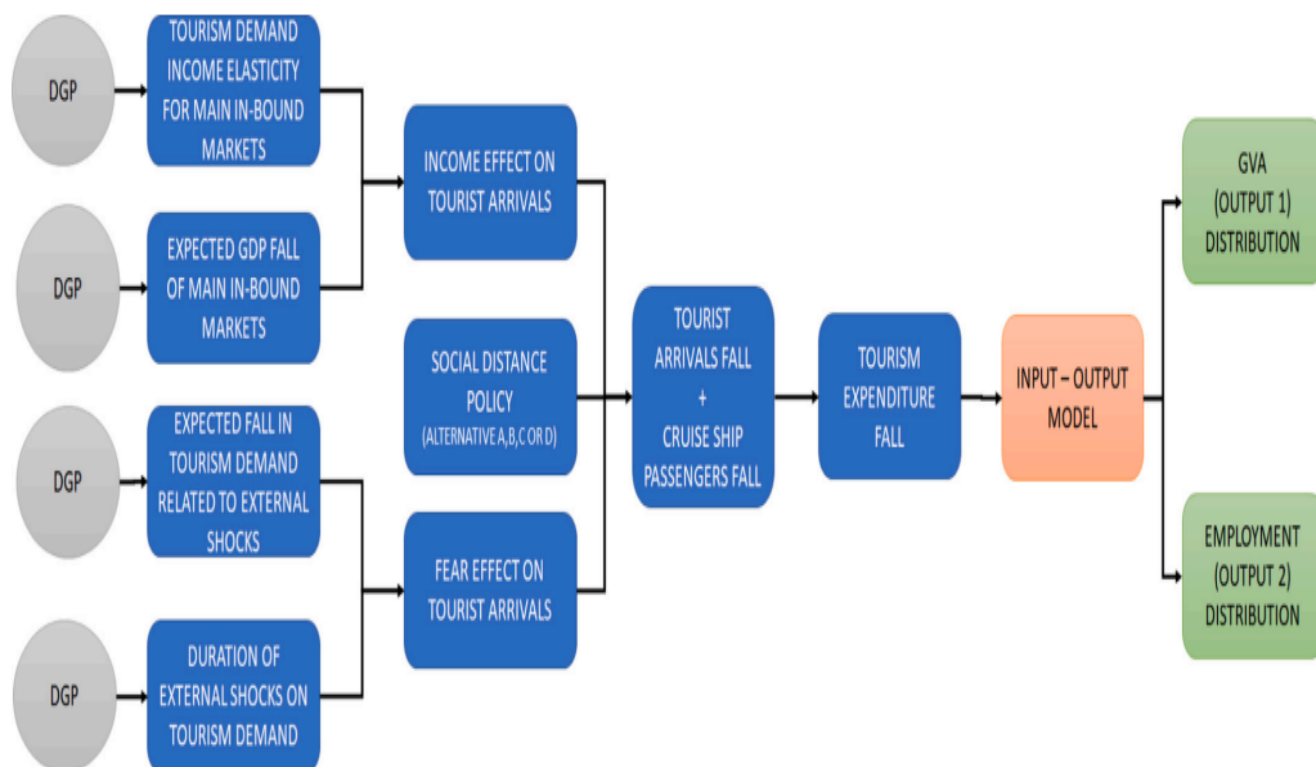 DGP
TOURISM DEMAND
INCOME ELASTICITY
FOR MAIN IN-BOUND
MARKETS
DGP
EXPECTED GDP FALL
OF MAIN IN-BOUND
MARKETS
DGP
EXPECTED FALL IN
TOURISM DEMAND
RELATED TO EXTERNAL
SHOCKS
DGP
DURATION OF
EXTERNAL SHOCKS ON
TOURISM DEMAND
INCOME EFFECT ON
TOURIST ARRIVALS
SOCIAL DISTANCE
POLICY
(ALTERNATIVE A,B,C OR D)
FEAR EFFECT ON
TOURIST ARRIVALS
TOURIST
ARRIVALS FALL
+
CRUISE SHIP
PASSENGERS FALL
TOURISM
EXPENDITURE
FALL
INPUT – OUTPUT
MODEL
GVA
(OUTPUT 1)
DISTRIBUTION
EMPLOYMENT
(OUTPUT 2)
DISTRIBUTION